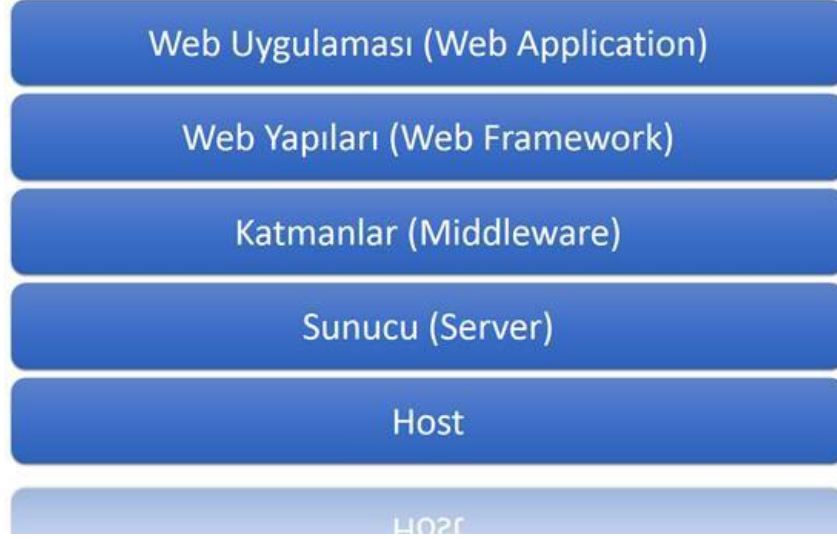 Web Uygulaması (Web Application)
Web Yapıları (Web Framework)
Katmanlar (Middleware)
Sunucu (Server)
Host